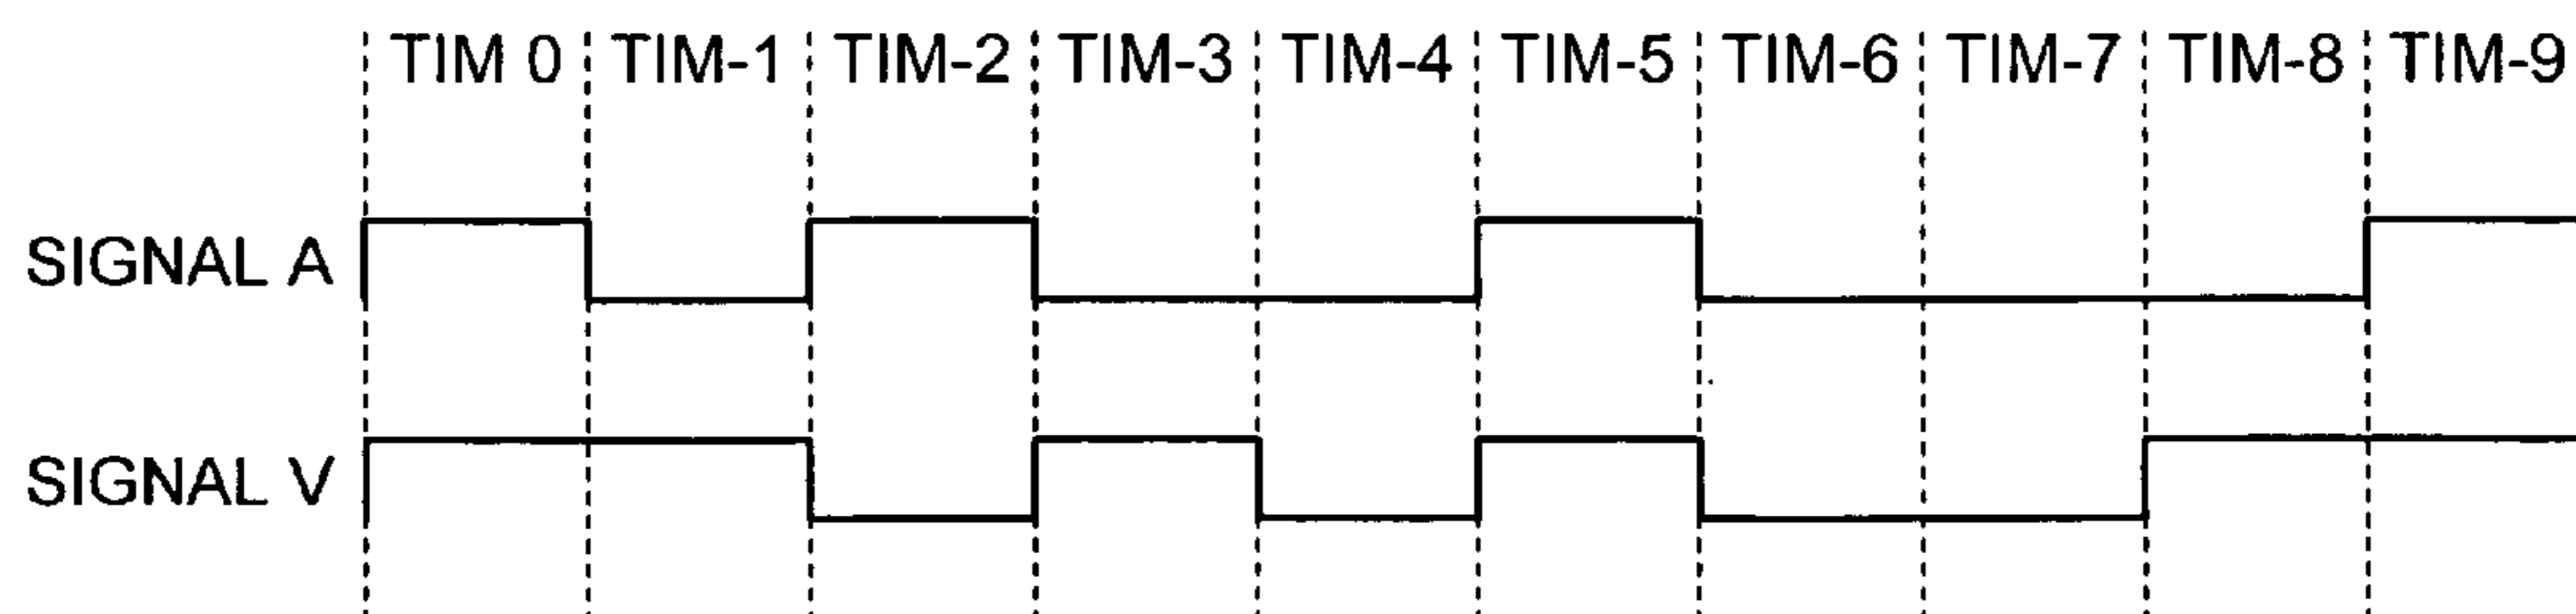 TIM 0 TIM-1 TIM-2 TIM-3 TIM-4 TIM-5 TIM-6 TIM-7 TIM-8 TIM-9
SIGNAL A
SIGNAL V